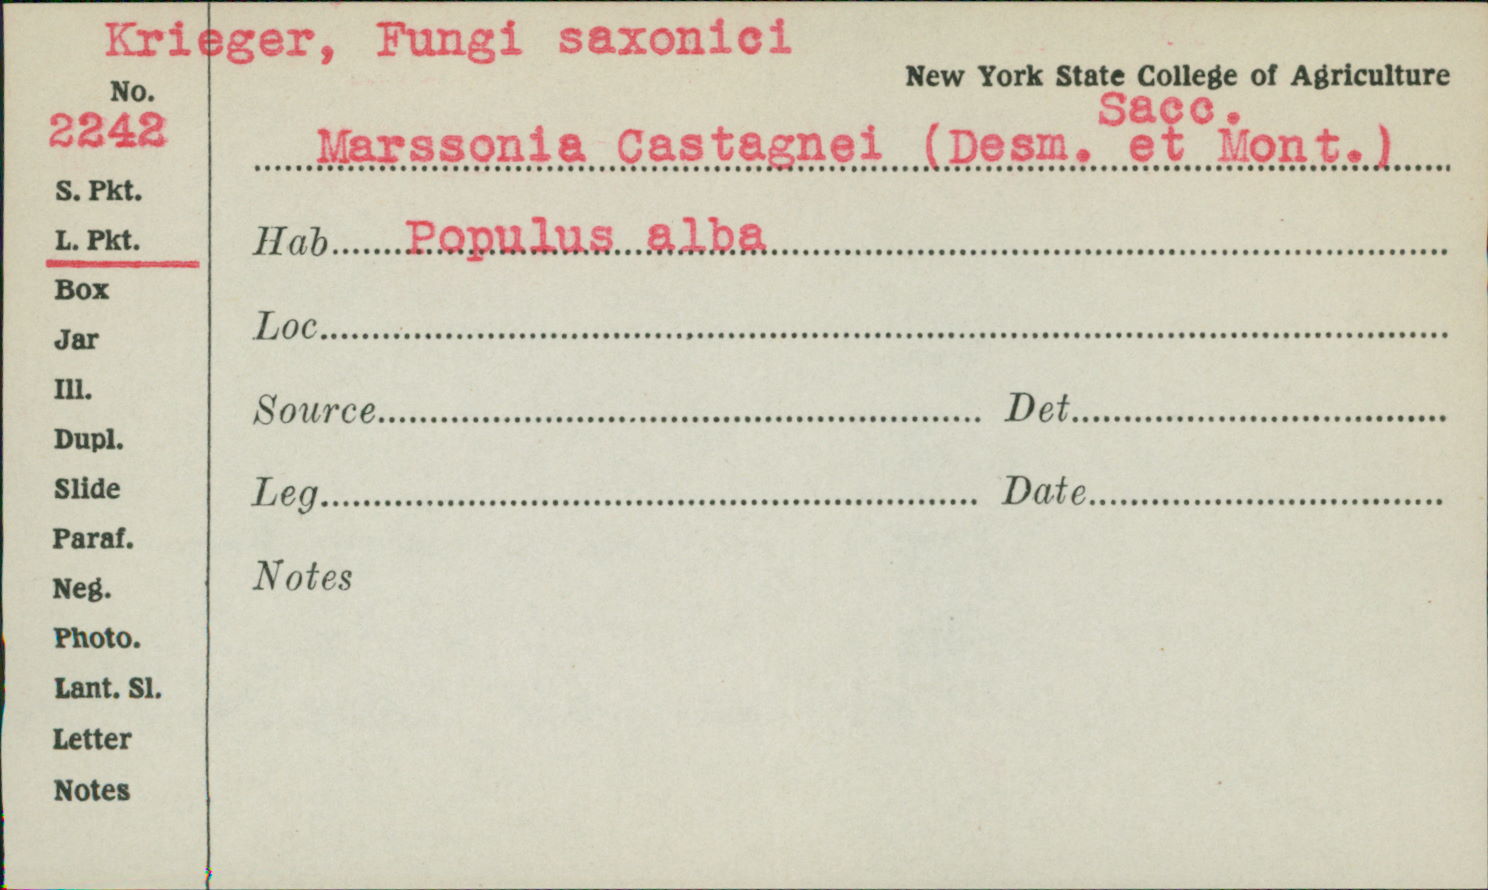 Krieger, Fungi saxonici
New York State College of Agriculture
No.
2242
Sacc.
Marssonia Castagnei (Desm. et Mont.)
S. Pkt.
L. Pkt.
Box
Jar
Ill.
Dupl.
Slide
Paraf.
Neg.
Photo.
Lant. Sl.
Letter
Notes
Hab. Populus alba
Loc.
Source Det.
Leg. Date
Notes